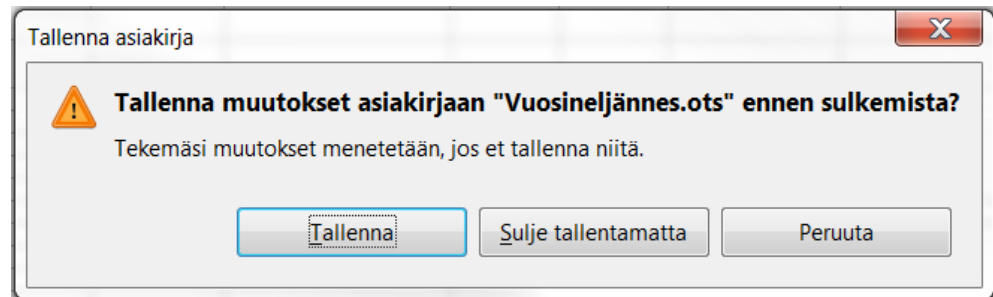 Tallenna asiakirja
Tallenna muutokset asiakirjaan "Vuosineljännes.ots" ennen sulkemista?
Tekemäsi muutokset menetetään, jos et tallenna niitä.
Tallenna Sulje tallentamatta Peruuta